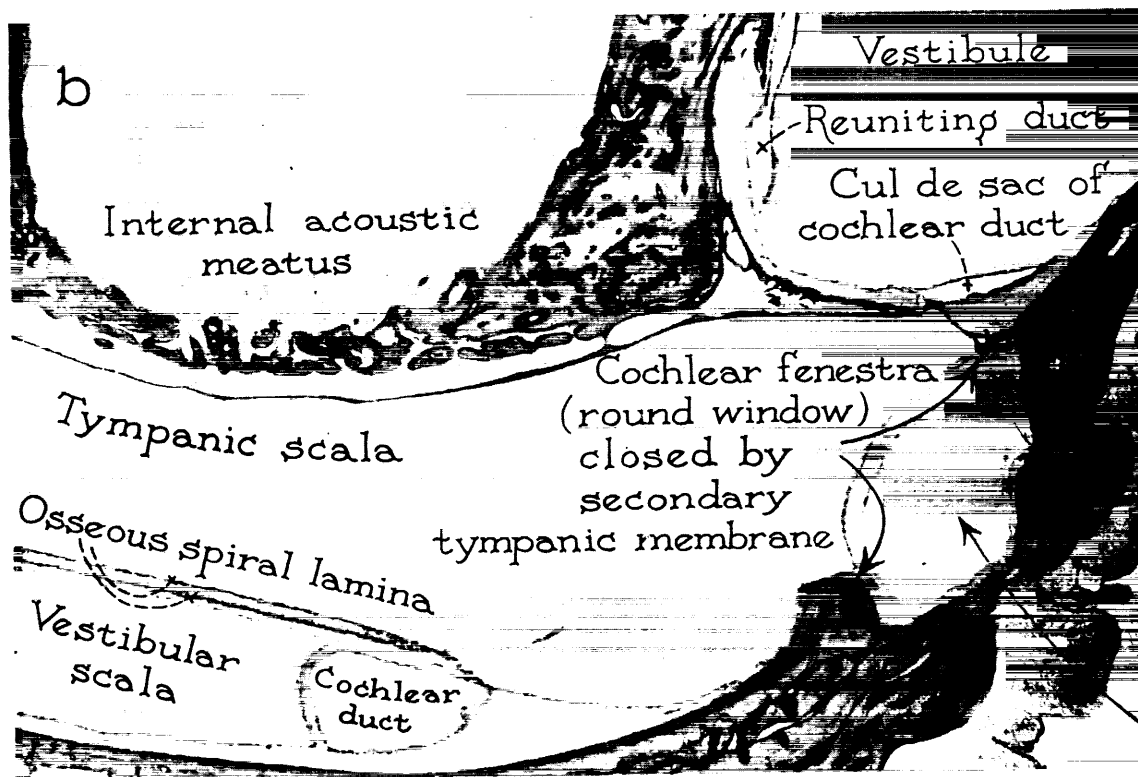 b
Vestibule
Reuniting duct
Cul de sac of
cochlear duct
Internal acoustic
meatus
Cochlear fenestra
(round window)
closed by
secondary
tympanic membrane
Tympanic scala
Osseous spiral lamina
Vestibular
scala
Cochlear
duct